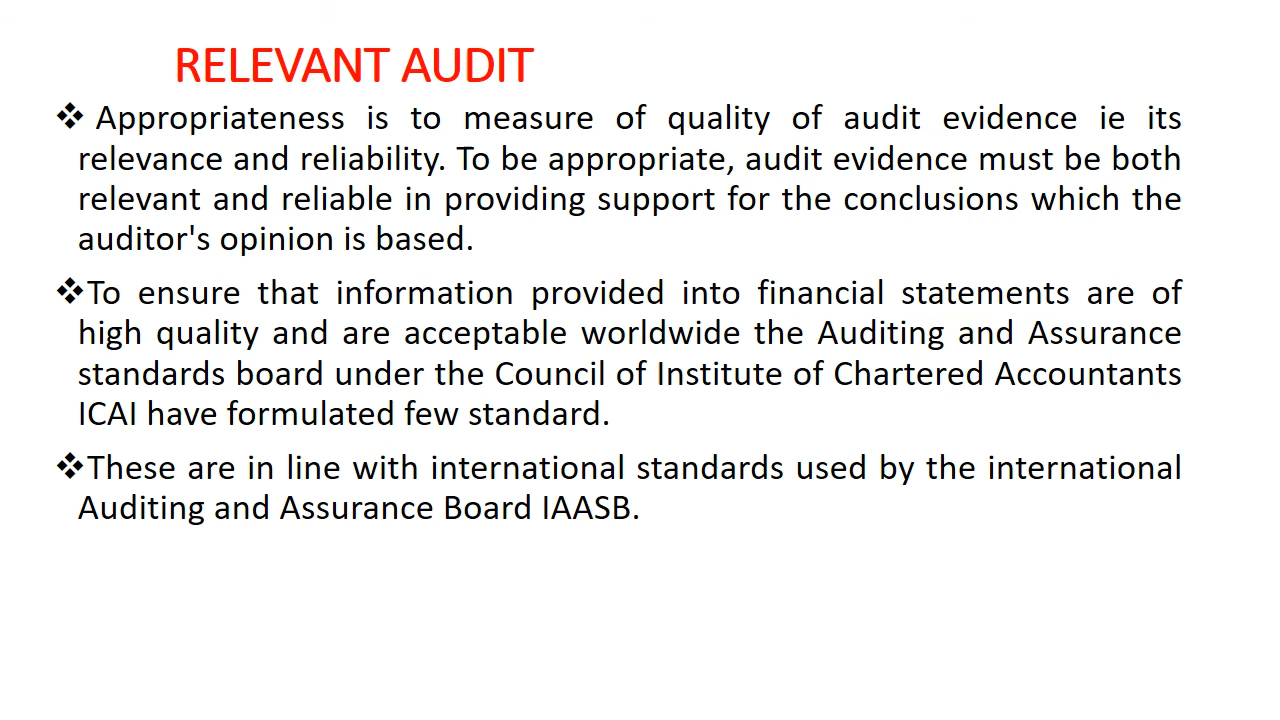 RELEVANT AUDIT
❖ Appropriateness is to measure of quality of audit evidence ie its
relevance and reliability. To be appropriate, audit evidence must be both
relevant and reliable in providing support for the conclusions which the
auditor's opinion is based.
❖To ensure that information provided into financial statements are of
high quality and are acceptable worldwide the Auditing and Assurance
standards board under the Council of Institute of Chartered Accountants
ICAI have formulated few standard.
❖These are in line with international standards used by the international
Auditing and Assurance Board IAASB.